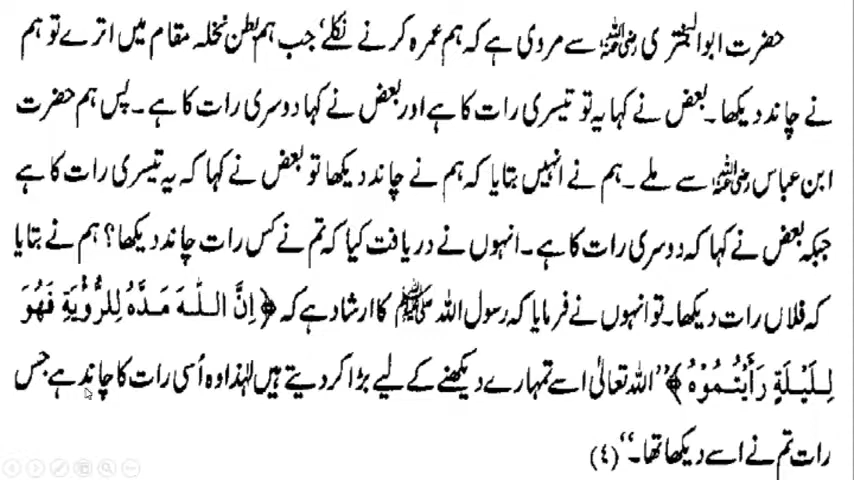 حضرت ابوالبختری رضی اللہ عنہ سے مروی ہے کہ ہم عمرہ کرنے نکلے‘ جب ہم بطن نخلہ مقام میں اترے تو ہم
نے چاند دیکھا۔ بعض نے کہا یہ تو تیسری رات کا ہے اور بعض نے کہا دوسری رات کا ہے۔ پس ہم حضرت
ابن عباس رضی اللہ عنہ سے ملے۔ ہم نے انہیں بتایا کہ ہم نے چاند دیکھا تو بعض نے کہا کہ یہ تیسری رات کا ہے
جبکہ بعض نے کہا کہ دوسری رات کا ہے۔ انہوں نے دریافت کیا کہ تم نے کس رات چاند دیکھا؟ ہم نے بتایا
کہ فلاں رات دیکھا۔ تو انہوں نے فرمایا کہ رسول اللہ ﷺ کا ارشاد ہے کہ ﴿اِنَّ اللّٰهَ مَدَّهُ لِلرُّؤْيَةِ فَهُوَ
لِلَيْلَةٍ رَأَيْتُمُوْهُ﴾ ’’اللہ تعالیٰ اسے تمہارے دیکھنے کے لیے بڑا کر دیتے ہیں لہٰذا وہ اُسی رات کا چاند ہے جس
رات تم نے اسے دیکھا تھا۔‘‘ (٤)